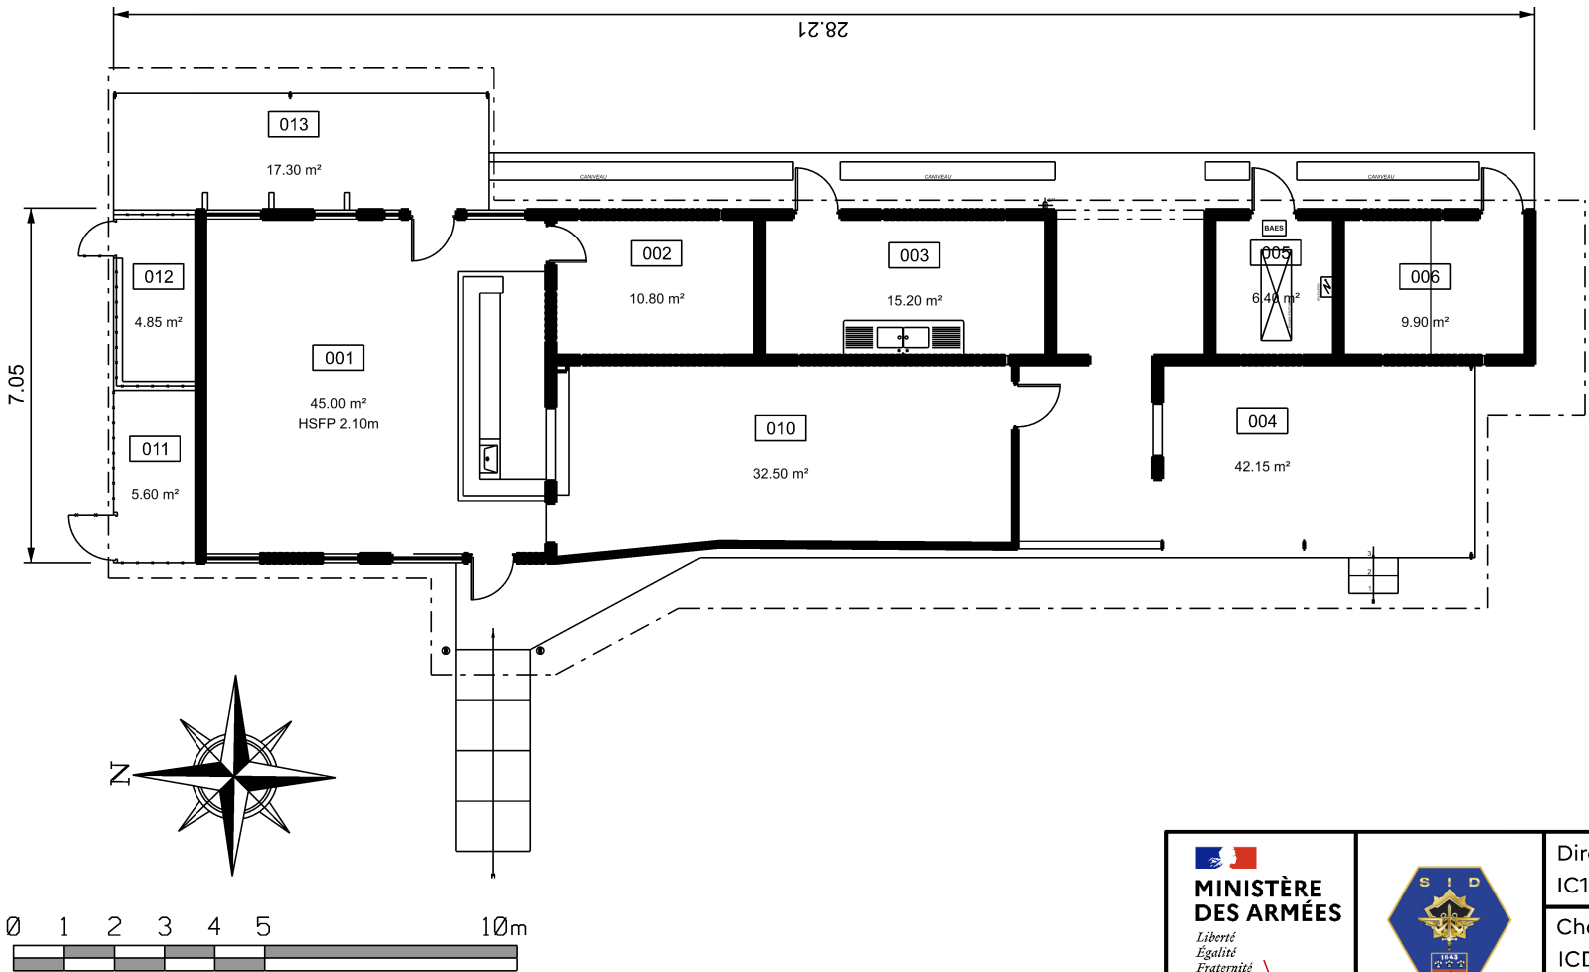 28.21
013
17.30 m²
CANIVEAU
CANIVEAU
BAES
012
4.85 m²
002
10.80 m²
003
15.20 m²
005
6.40 m²
006
9.90 m²
7.05
001
45.00 m²
HSFP 2.10m
011
5.60 m²
010
32.50 m²
004
42.15 m²
3
2
1
N
0 1 2 3 4 5 10m
MINISTÈRE
DES ARMÉES
Liberté
Égalité
Fraternité
S I D
1643
Dir
IC1
Che
ICD